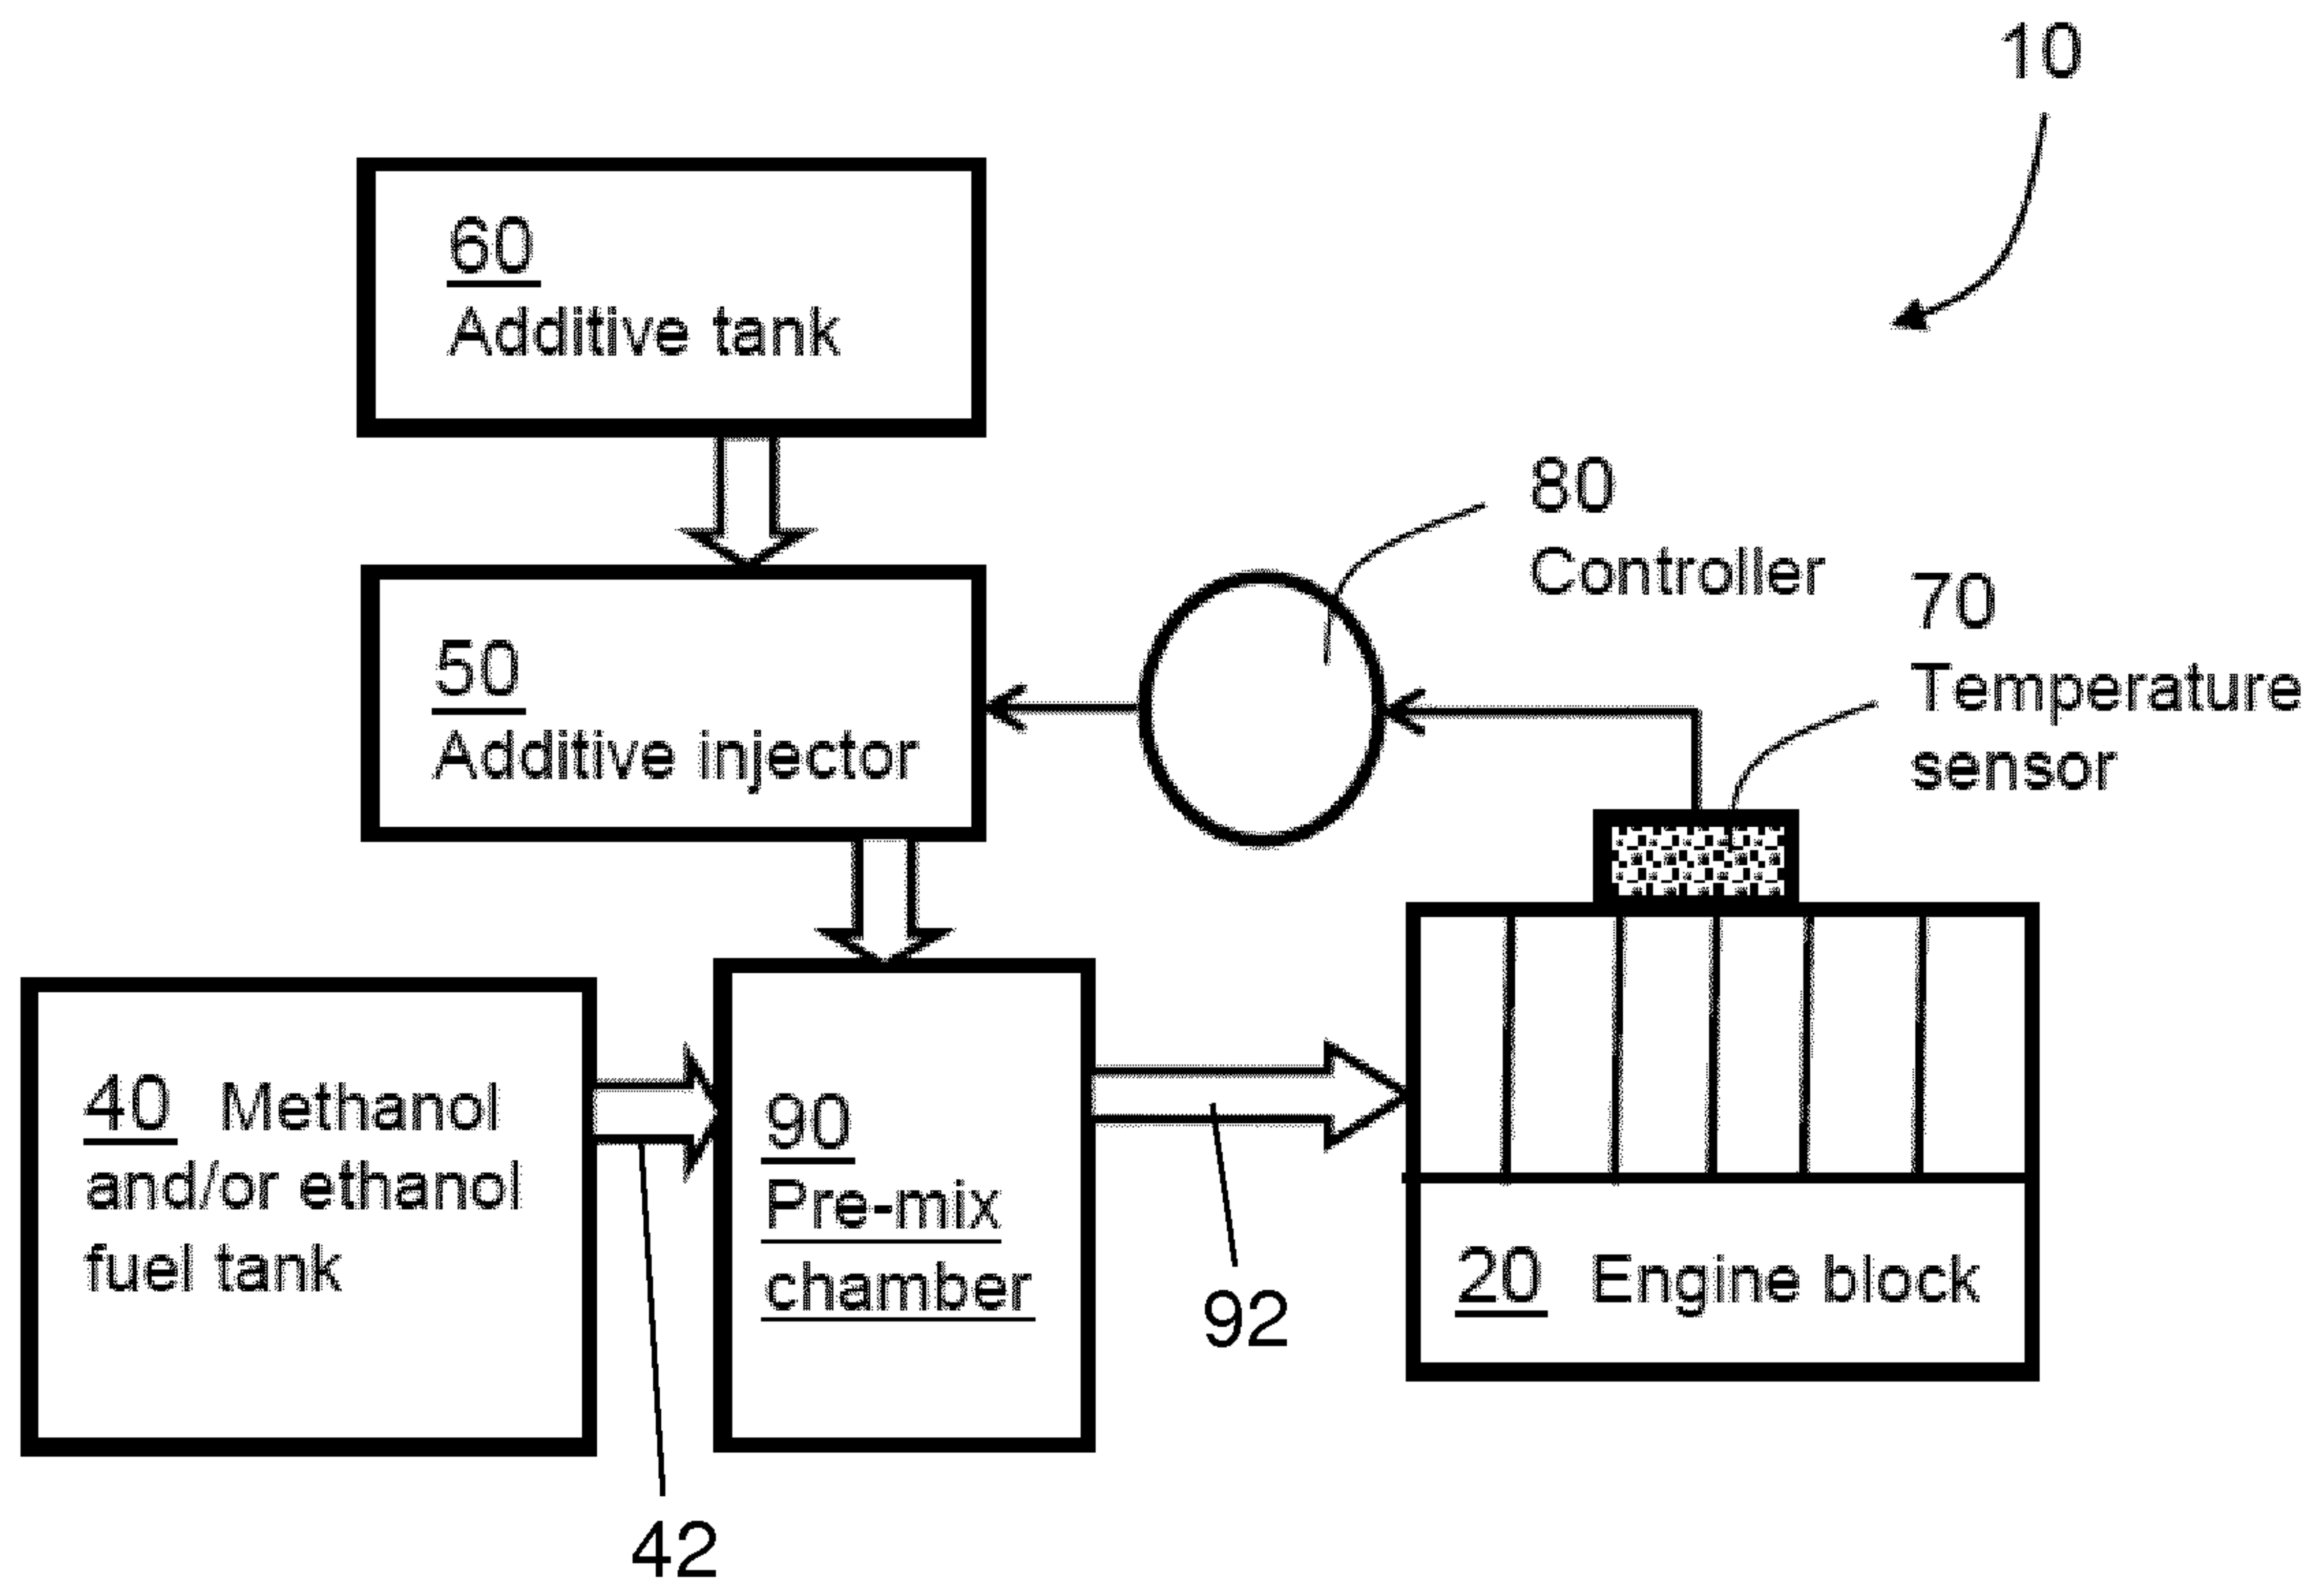 10
60
Additive tank
80
Controller
70
Temperature
sensor
50
Additive injector
40 Methanol
and/or ethanol
fuel tank
90
Pre-mix
chamber
92
20 Engine block
42